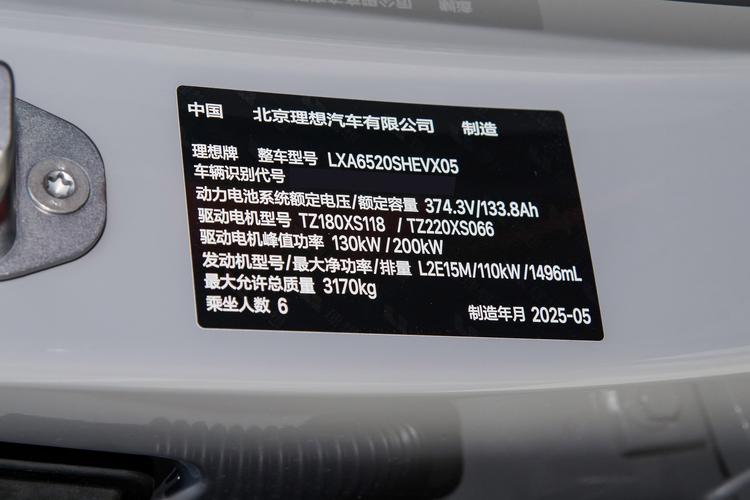 中国 北京理想汽车有限公司 制造
理想牌 整车型号 LXA6520SHEVX05
车辆识别代号
动力电池系统额定电压/额定容量 374.3V/133.8Ah
驱动电机型号 TZ180XS118 / TZ220XS066
驱动电机峰值功率 130kW/200kW
发动机型号/最大净功率/排量 L2E15M/110kW/1496mL
最大允许总质量 3170kg
乘坐人数 6 制造年月 2025-05